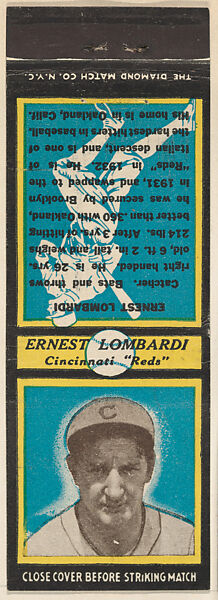 THE DIAMOND MATCH CO. N.Y.C.
ERNEST LOMBARDI
Catcher. Bats and throws
right handed. He is 26 yrs.
old, 6 ft. 2 in. tall and weighs
214 lbs. After 3 yrs. of hitting
better than .360 with Oakland,
he was secured by Brooklyn
in 1931, and swapped to the
"Reds" in 1932. He is of
Italian descent, and is one of
the hardest hitters in baseball.
His home is in Oakland, Calif.
ERNEST LOMBARDI
Cincinnati "Reds"
C
CLOSE COVER BEFORE STRIKING MATCH